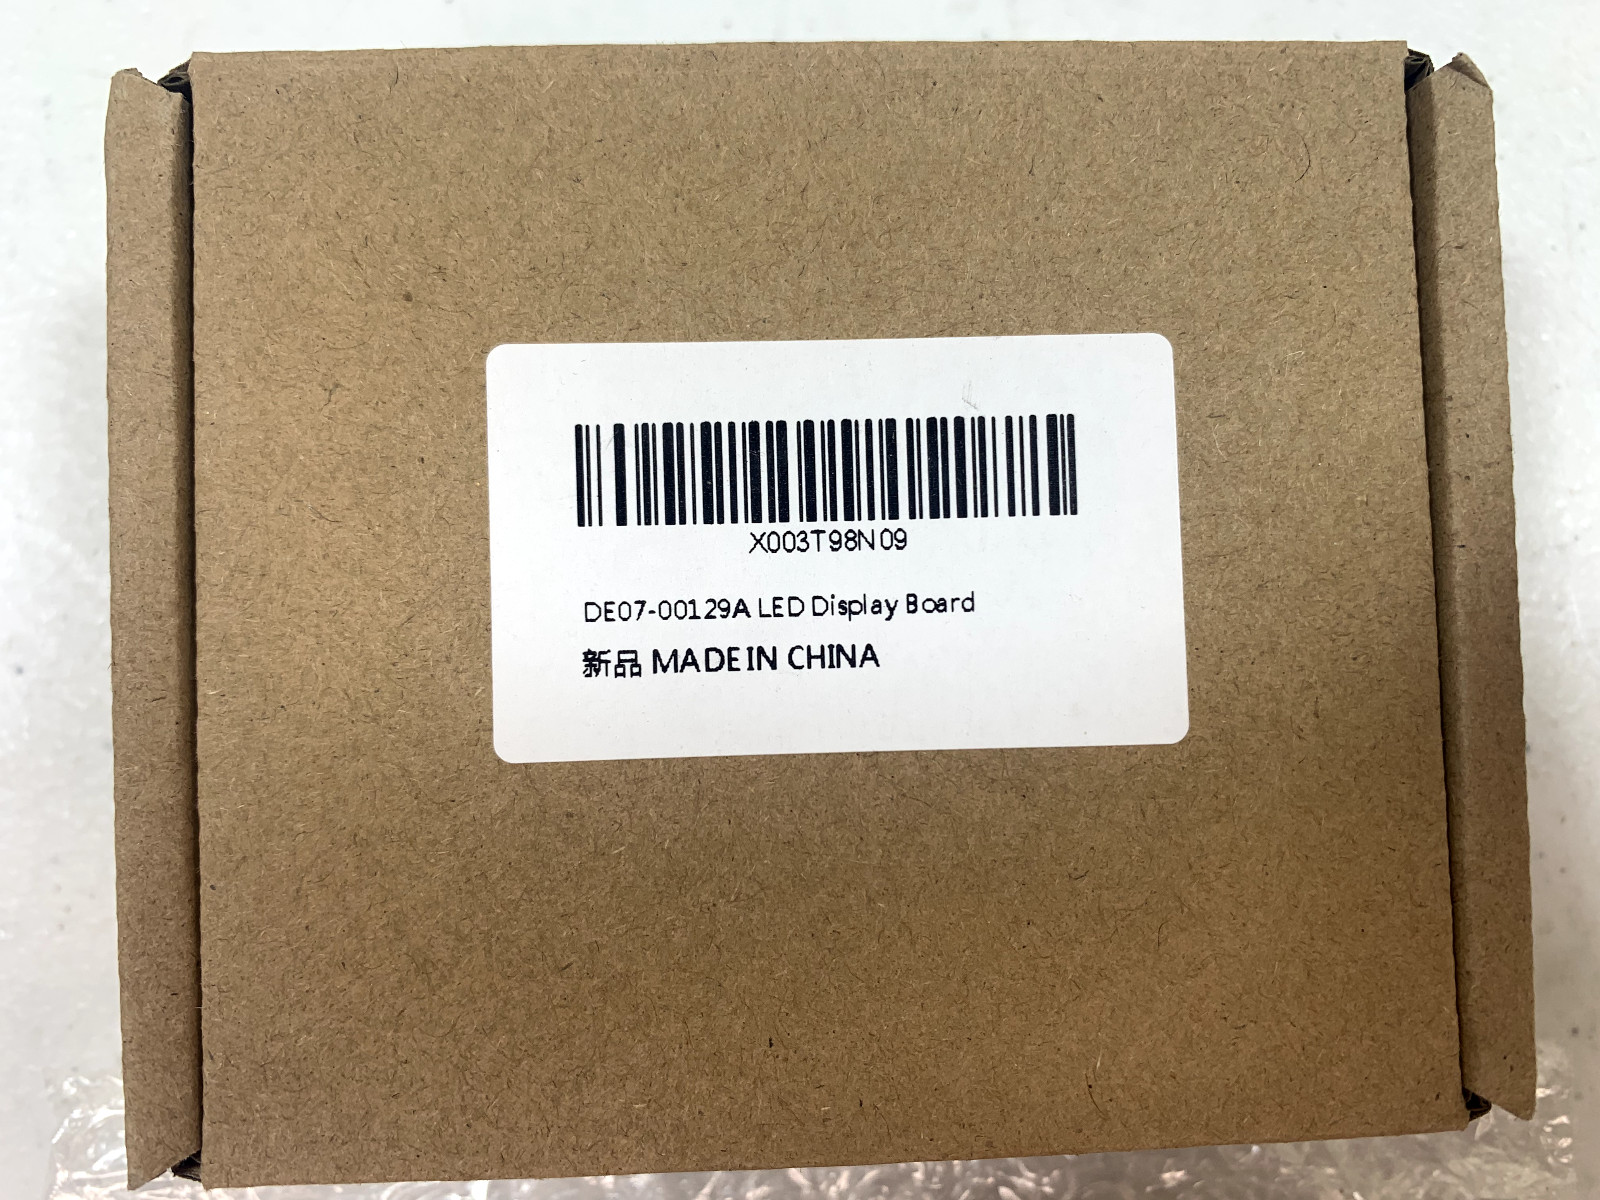 X003T98N09
DE07-00129A LED Display Board
新品 MADE IN CHINA